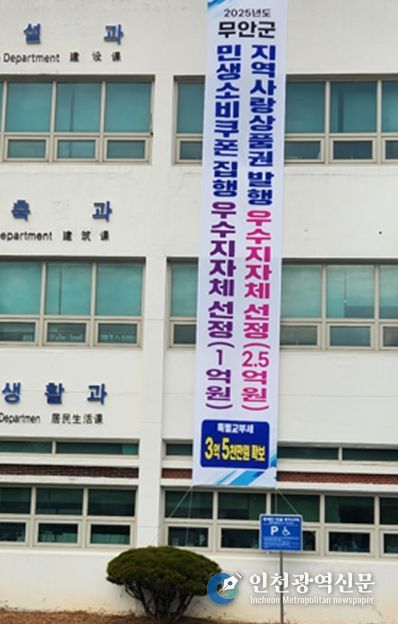 설 과
Department 建设课
축 과
epartment 建筑课
생활과
Departmen 居民生活课
2025년도
무안군
지역사랑상품권 발행 우수지자체 선정(2.5억원)
민생소비쿠폰 집행 우수지자체 선정(1억원)
특별교부세
3억 5천만원 확보
P
인천광역신문
Incheon Metropolitan newspaper